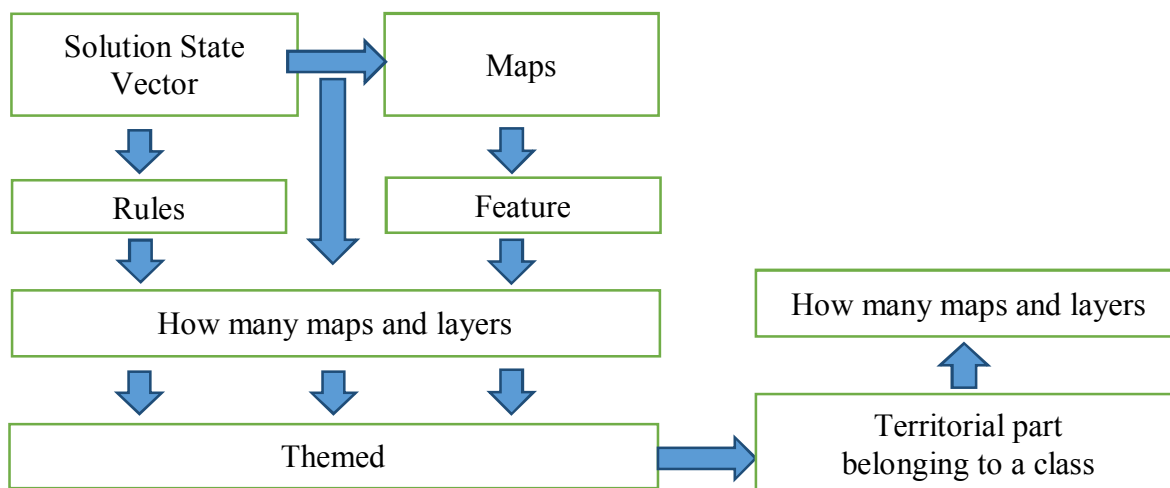 Solution State
Vector
Maps
Rules
Feature
How many maps and layers
How many maps and layers
Themed
Territorial part
belonging to a class